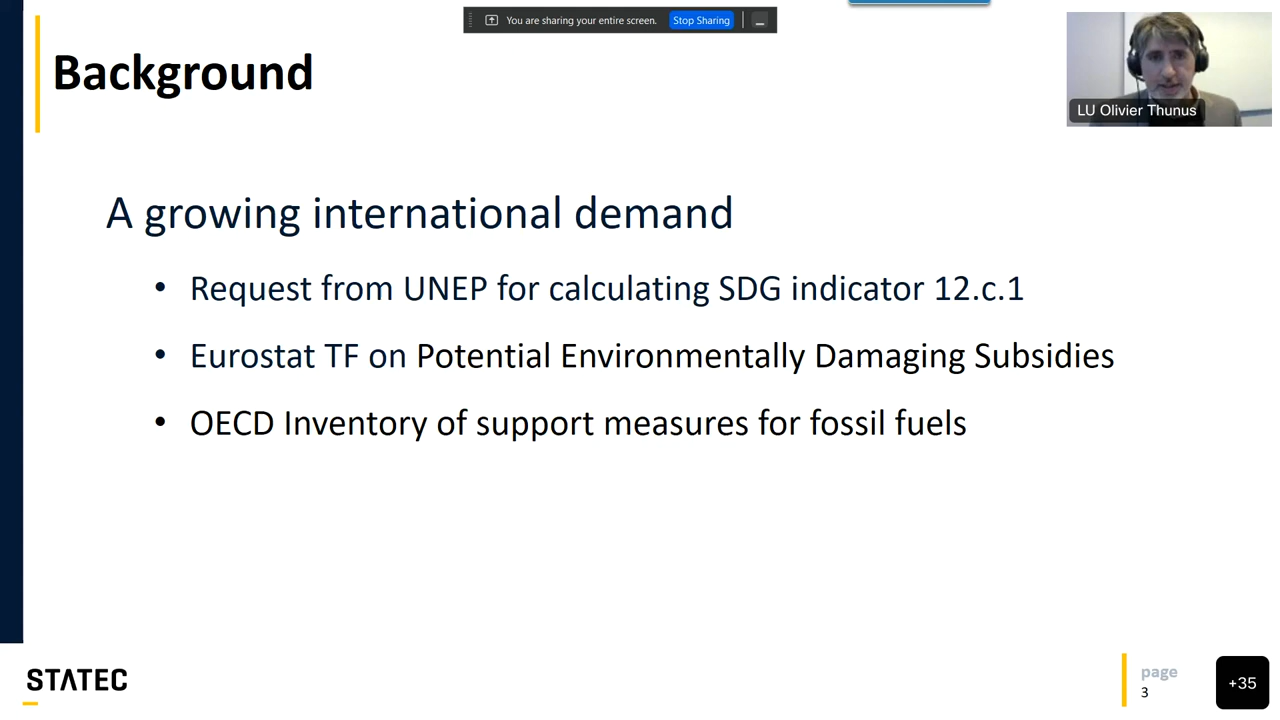 You are sharing your entire screen. Stop Sharing
Background
LU Olivier Thunus
A growing international demand
• Request from UNEP for calculating SDG indicator 12.c.1
• Eurostat TF on Potential Environmentally Damaging Subsidies
• OECD Inventory of support measures for fossil fuels
STATEC
page
3
+35